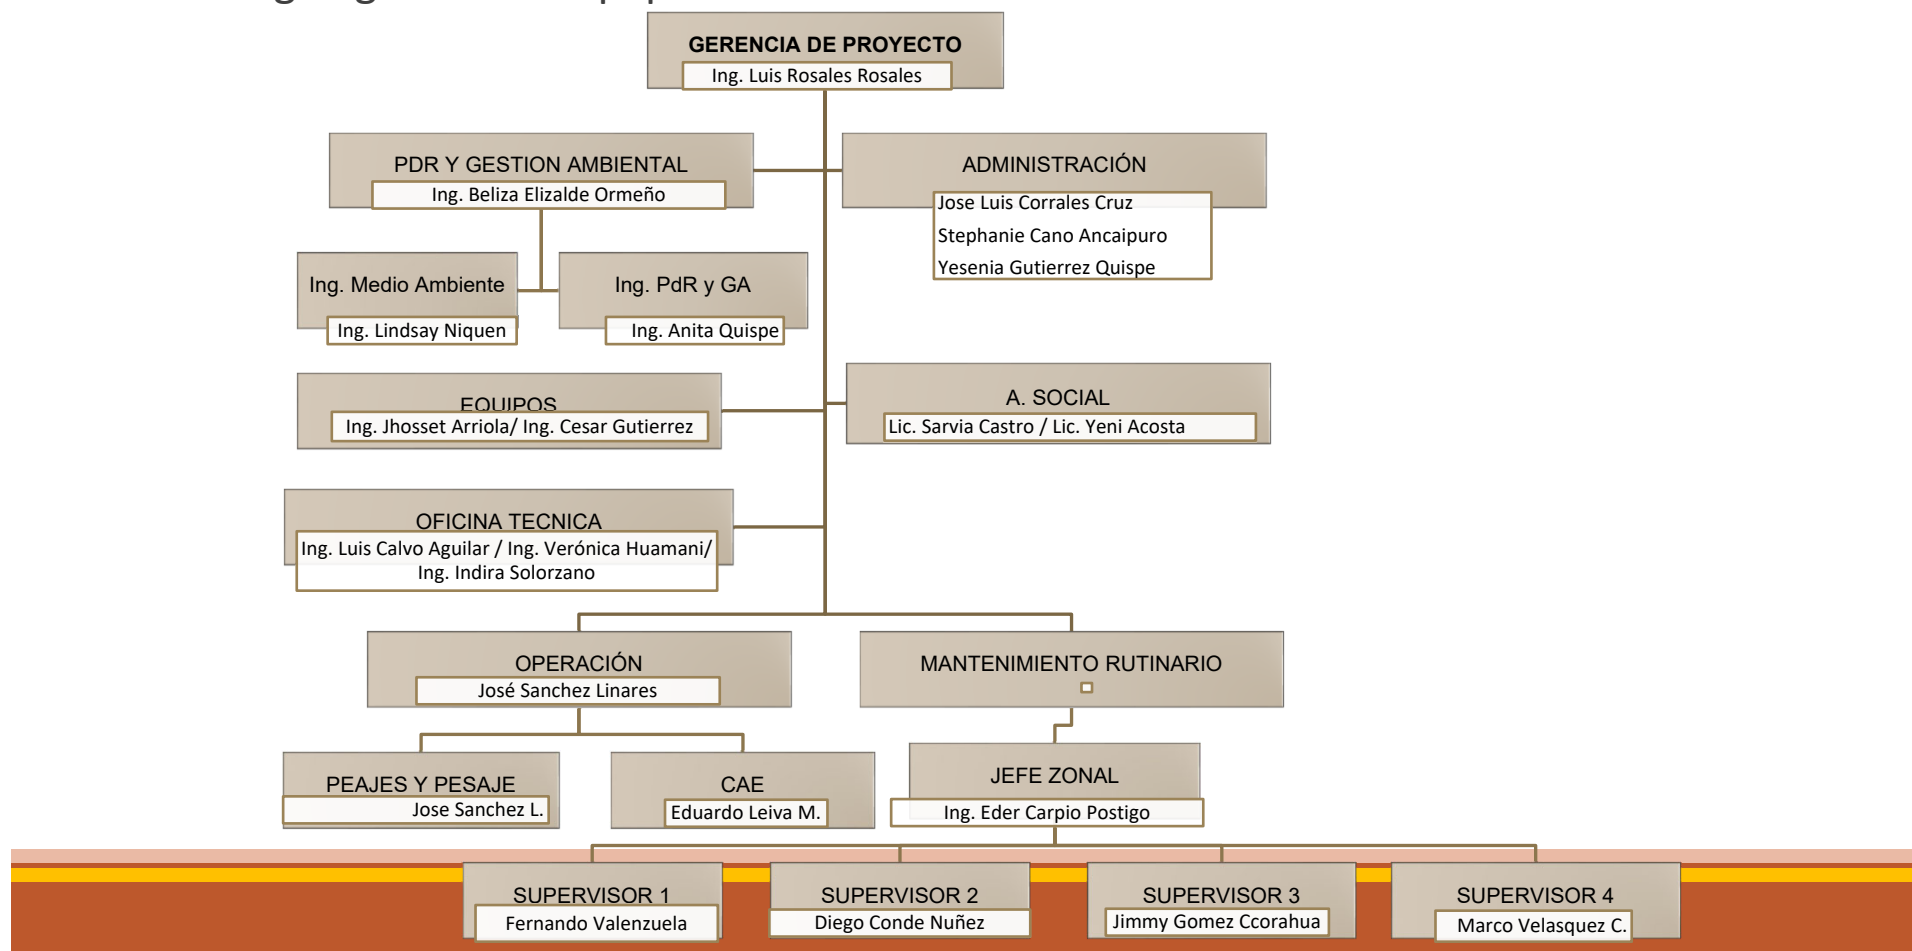 GERENCIA DE PROYECTO
Ing. Luis Rosales Rosales
PDR Y GESTION AMBIENTAL
Ing. Beliza Elizalde Ormeño
ADMINISTRACIÓN
Jose Luis Corrales Cruz
Stephanie Cano Ancaipuro
Yesenia Gutierrez Quispe
Ing. Medio Ambiente
Ing. Lindsay Niquen
Ing. PdR y GA
Ing. Anita Quispe
EQUIPOS
Ing. Jhosset Arriola/ Ing. Cesar Gutierrez
A. SOCIAL
Lic. Sarvia Castro / Lic. Yeni Acosta
OFICINA TECNICA
Ing. Luis Calvo Aguilar / Ing. Verónica Huamani/
Ing. Indira Solorzano
OPERACIÓN
José Sanchez Linares
MANTENIMIENTO RUTINARIO
PEAJES Y PESAJE
Jose Sanchez L.
CAE
Eduardo Leiva M.
JEFE ZONAL
Ing. Eder Carpio Postigo
SUPERVISOR 1
Fernando Valenzuela
SUPERVISOR 2
Diego Conde Nuñez
SUPERVISOR 3
Jimmy Gomez Ccorahua
SUPERVISOR 4
Marco Velasquez C.